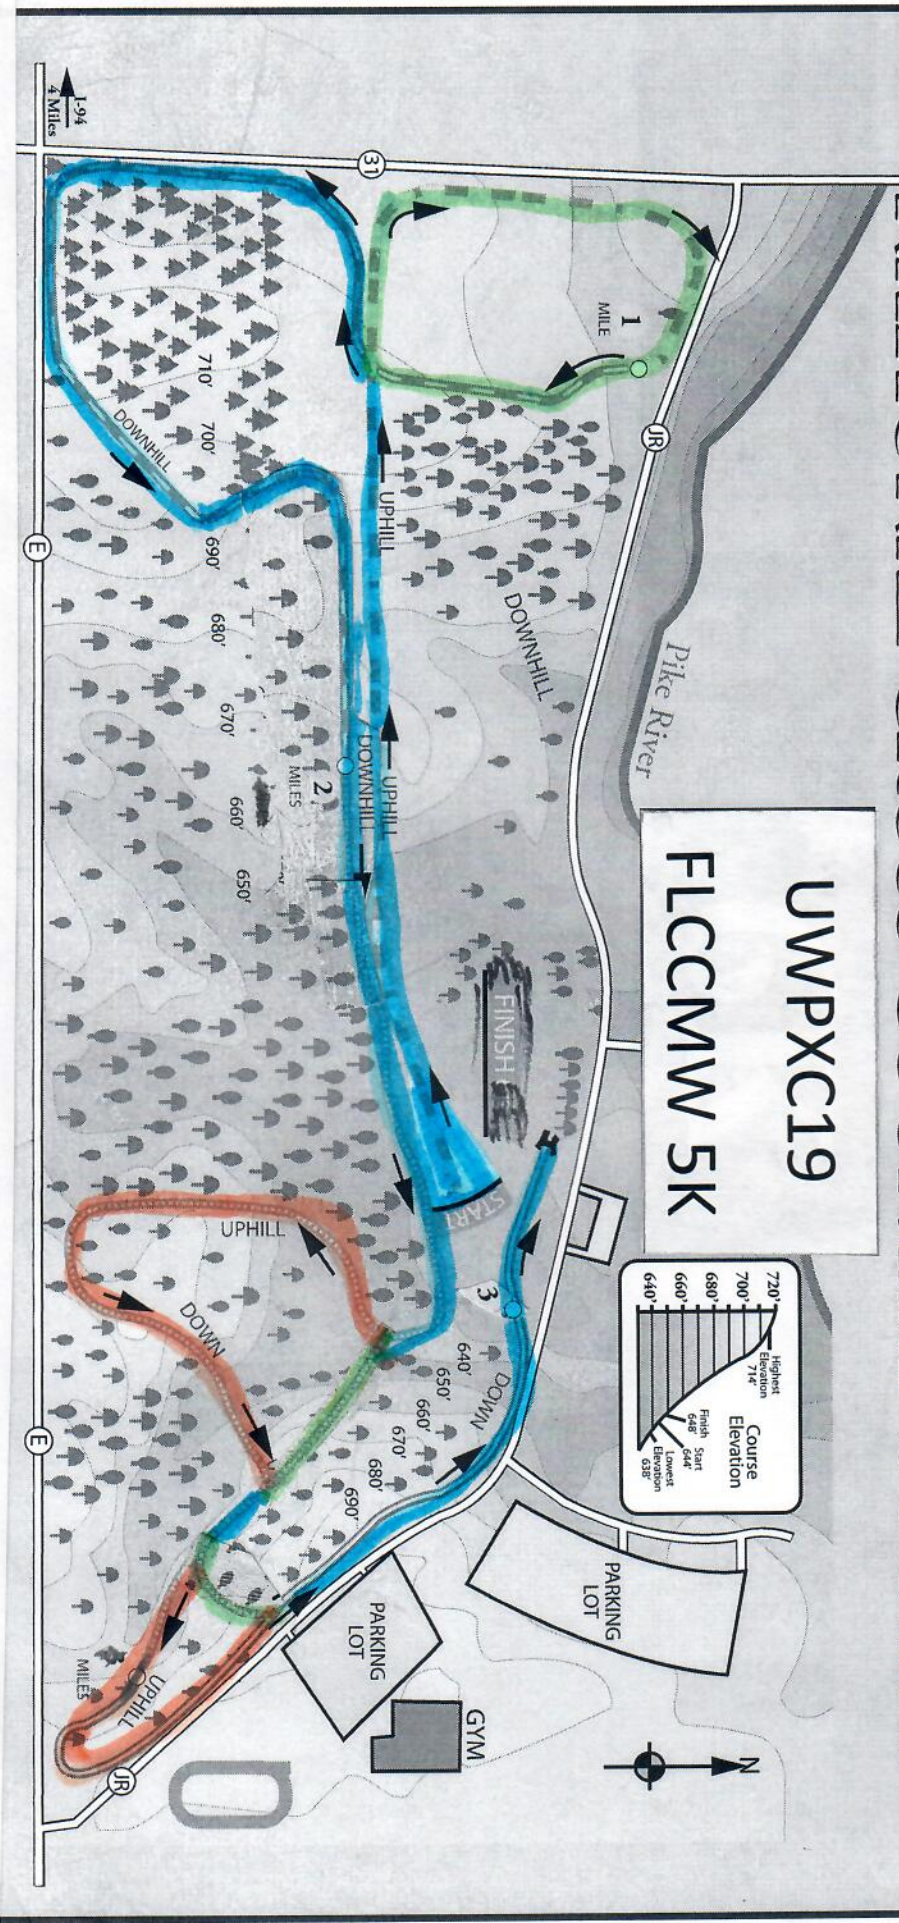 I-94
4 Miles
31
1
MILE
JR
Pike River
710'
700'
DOWNHILL
690'
680'
670'
660'
650'
UPHILL
DOWNHILL
UPHILL
DOWNHILL
2
MILES
E
UWPXC19
FLCCMW 5K
FINISH
START
3
UPHILL
DOWN
DOWN
640'
650'
660'
670'
680'
690'
720'
700'
680'
660'
640'
Highest
Elevation
714'
Course
Elevation
Finish
648'
Start
644'
Lowest
Elevation
638'
PARKING
LOT
PARKING
LOT
E
MILES
UPHILL
JR
GYM
N